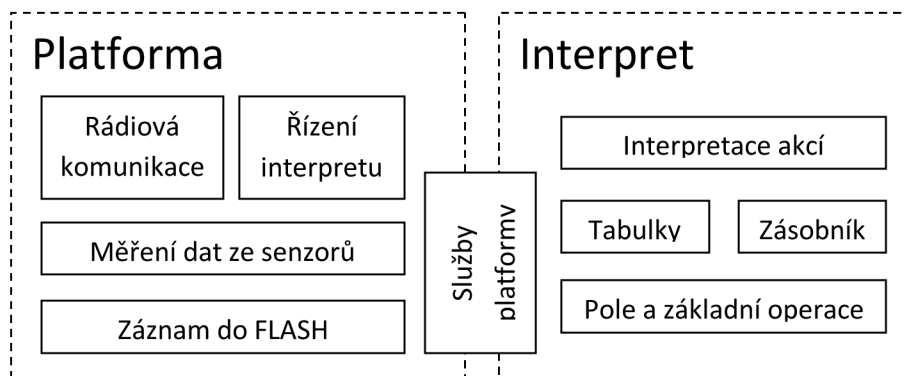 Platforma
Rádiová
komunikace
Řízení
interpretu
Měření dat ze senzorů
Záznam do FLASH
Služby
platformy
Interpret
Interpretace akcí
Tabulky
Zásobník
Pole a základní operace